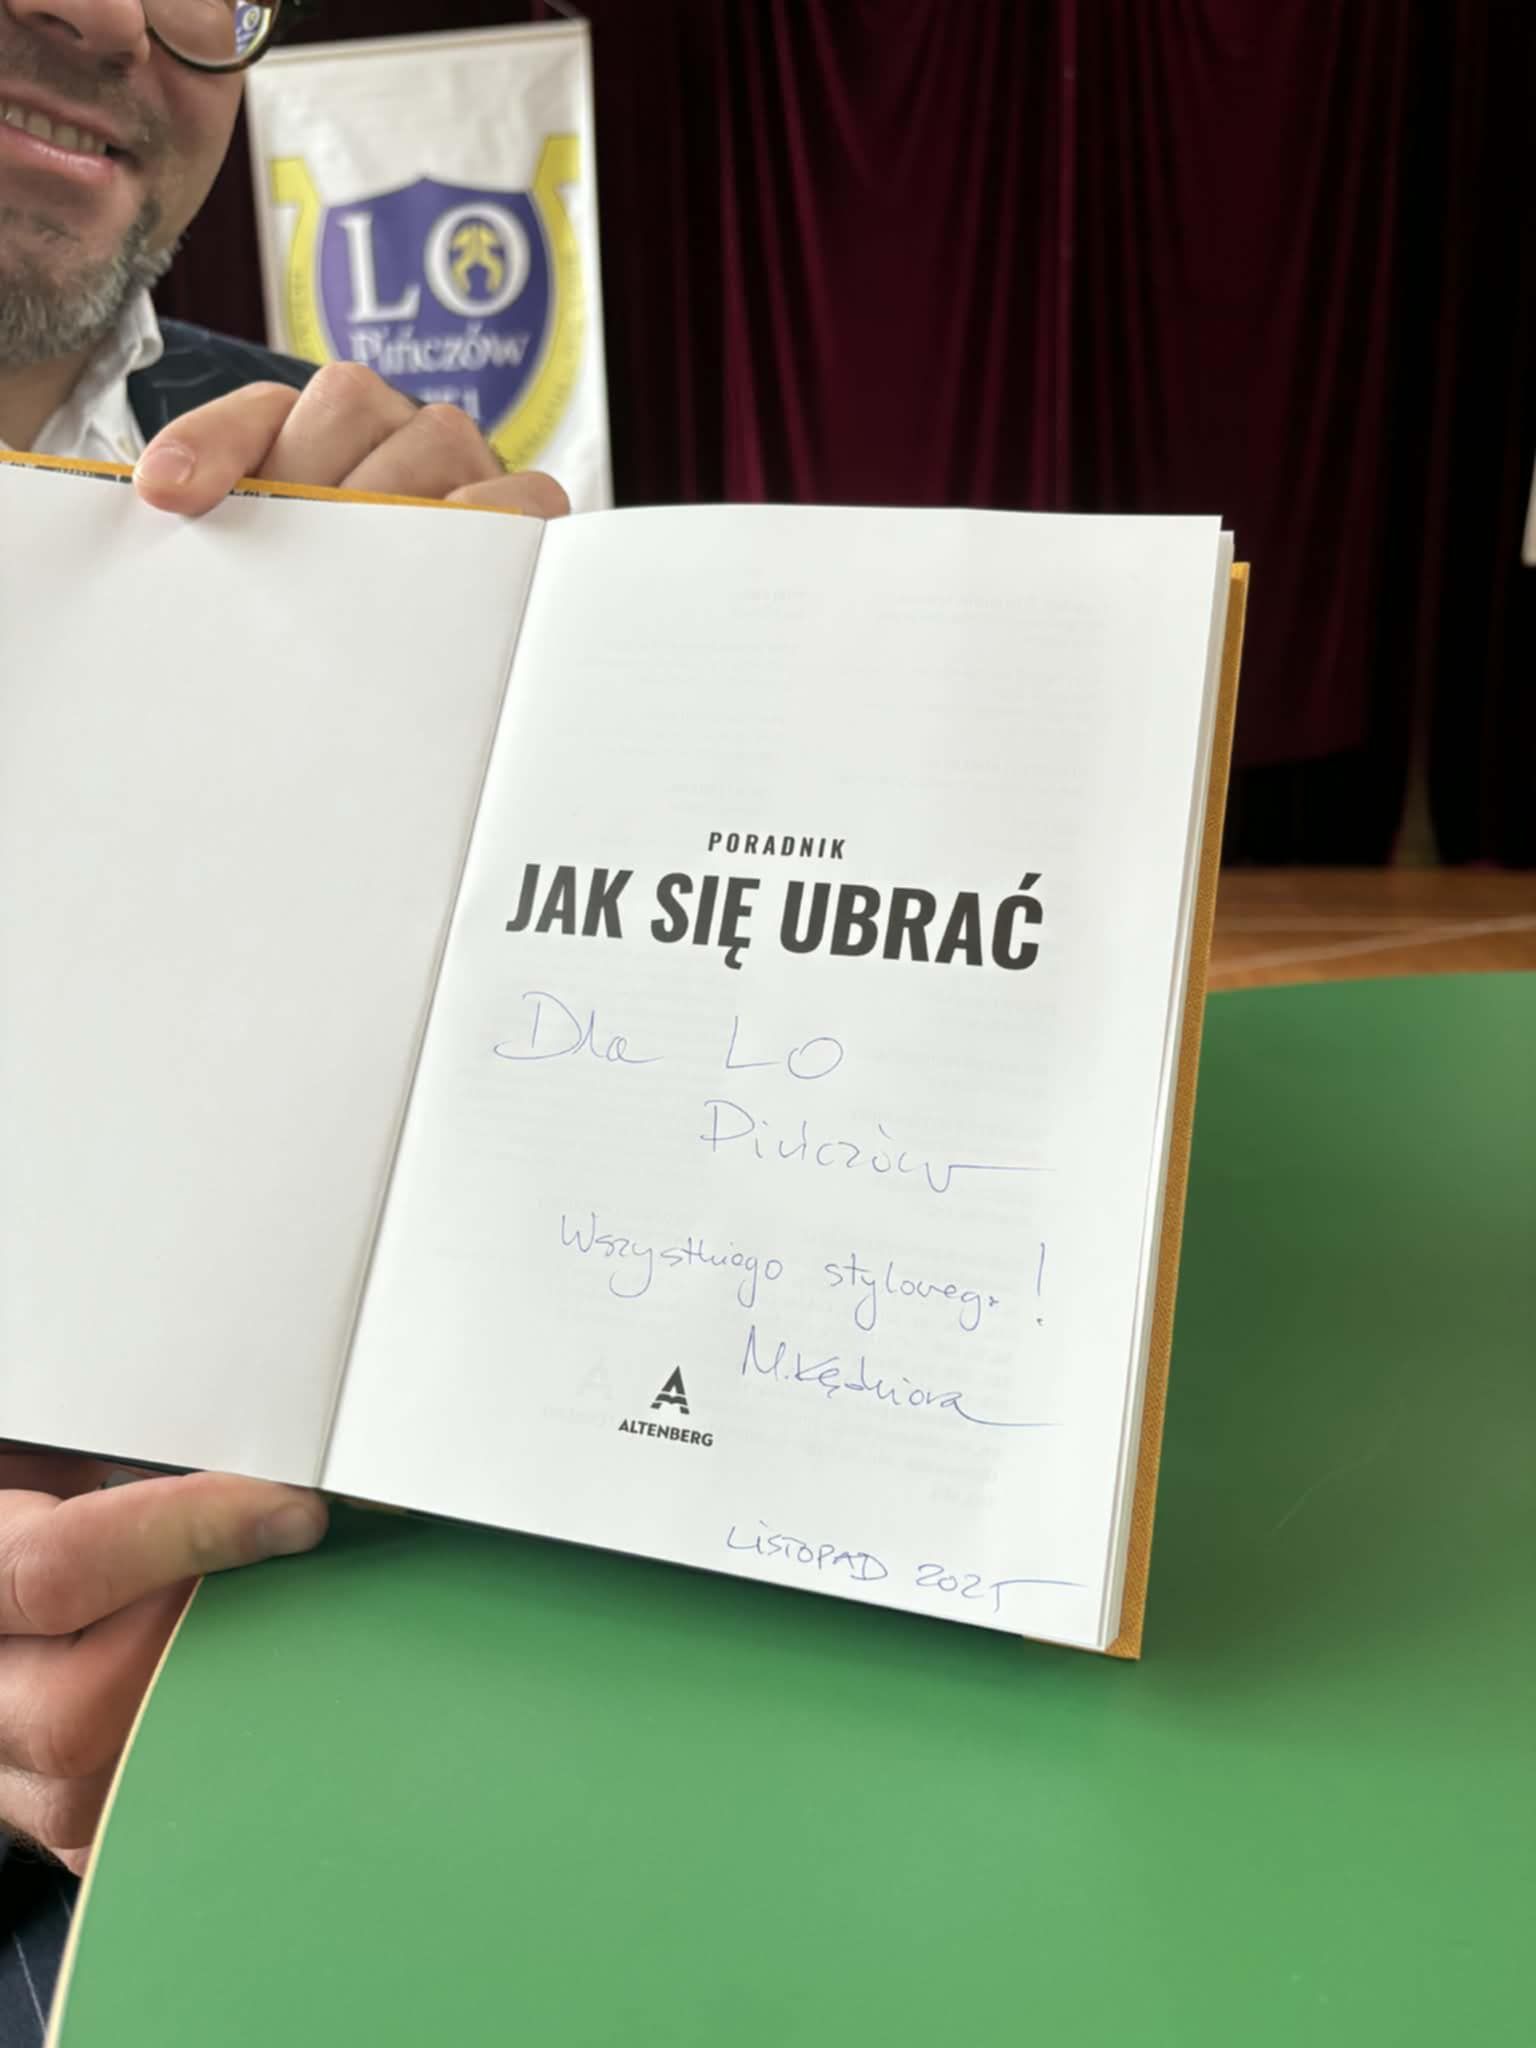 LO
Pińczów
PORADNIK
JAK SIĘ UBRAĆ
Dla LO
Pińczów
Wszystkiego stylowego!
M.Kędziora
ALTENBERG
LISTOPAD 2025